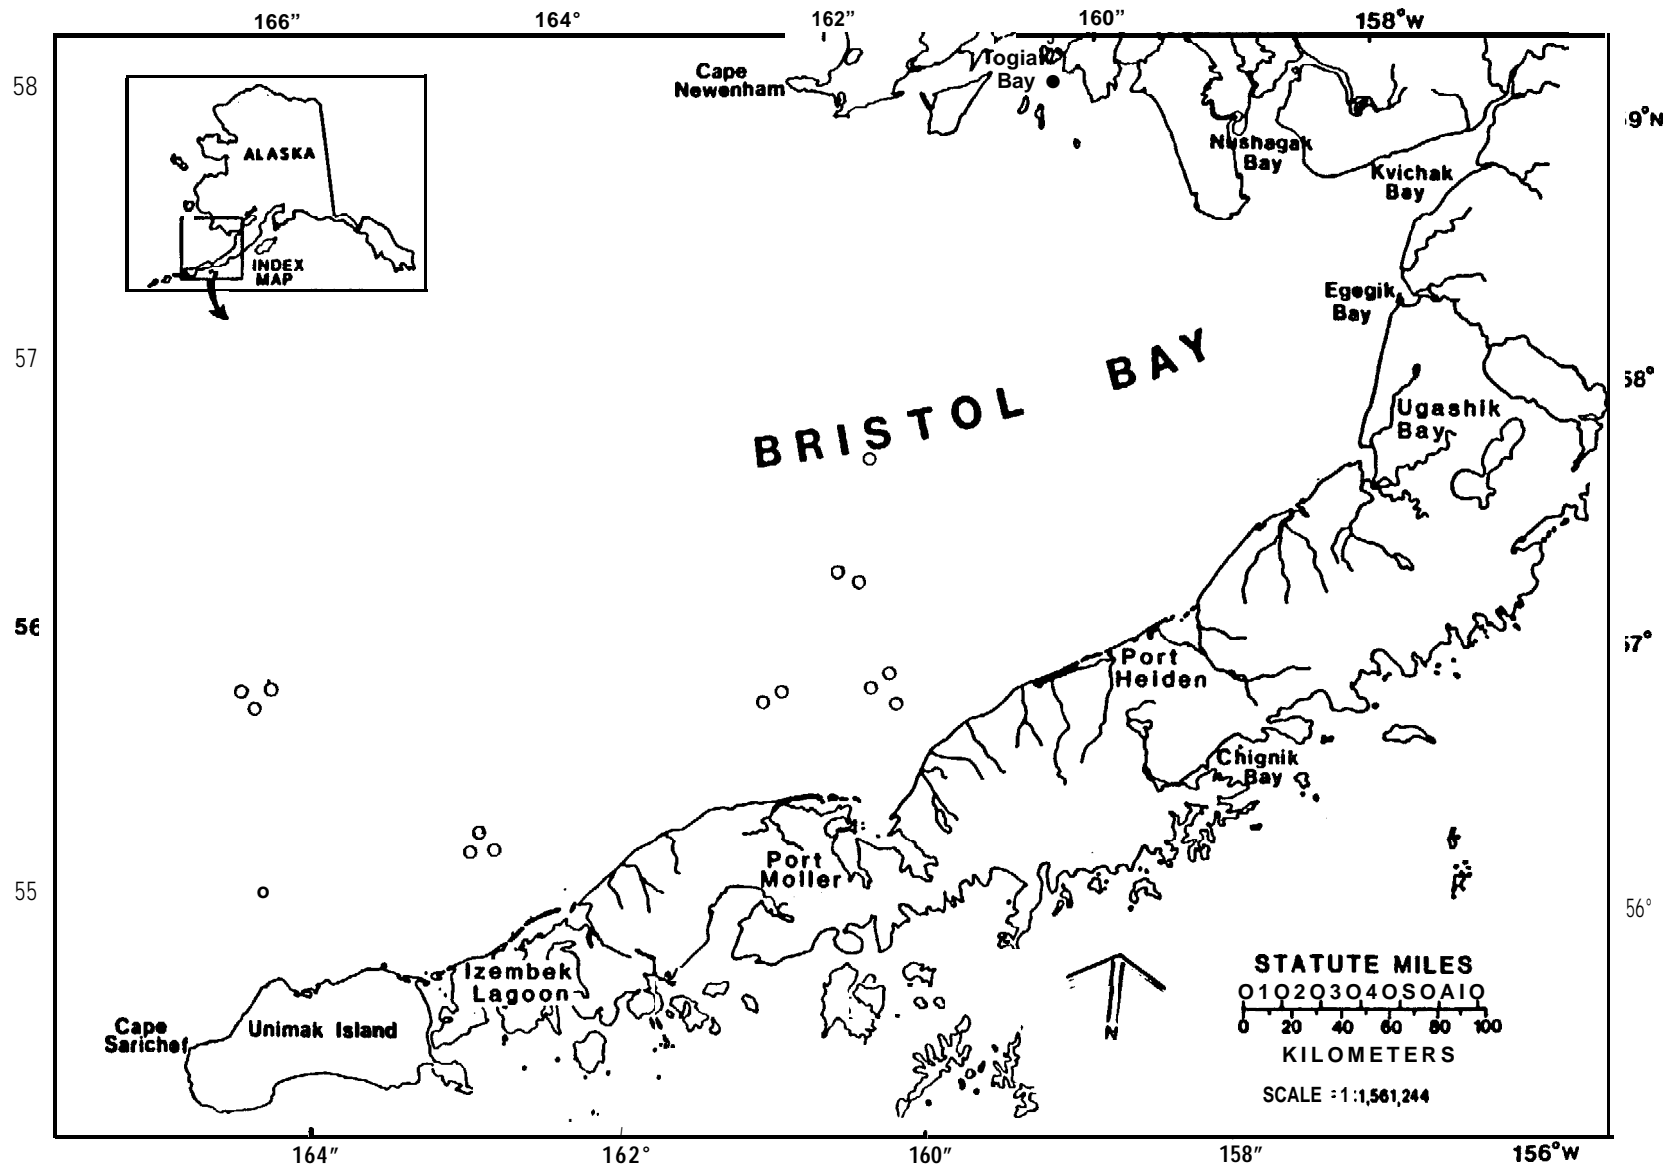 166" 164° 162" 160" 158°W
58
Cape
Newenham
Togiak
Bay
9°N
ALASKA
Nushagak
Bay
Kvichak
Bay
INDEX
MAP
Egegik
Bay
57
BRISTOL BAY
58°
Ugashik
Bay
56
57°
Port
Heiden
Chignik
Bay
Port
Moller
55
56°
Izembek
Lagoon
STATUTE MILES
O1O2O3O4OSOAIO
Cape
Sarichef
Unimak Island
0 20 40 60 80 100
KILOMETERS
N
SCALE =1:1,561,244
164" 162° 160" 158" 156°W